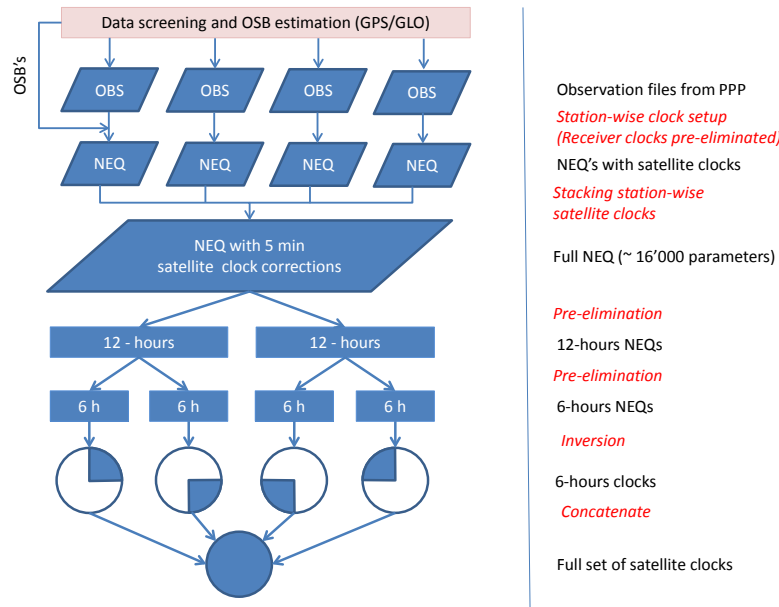 Data screening and OSB estimation (GPS/GLO)
OSB's
OBS OBS OBS OBS
Observation files from PPP
Station-wise clock setup
(Receiver clocks pre-eliminated)
NEQ NEQ NEQ NEQ
NEQ's with satellite clocks
Stacking station-wise
satellite clocks
NEQ with 5 min
satellite clock corrections
Full NEQ (~ 16'000 parameters)
Pre-elimination
12 - hours 12 - hours
12-hours NEQs
Pre-elimination
6 h 6 h 6 h 6 h
6-hours NEQs
Inversion
6-hours clocks
Concatenate
Full set of satellite clocks